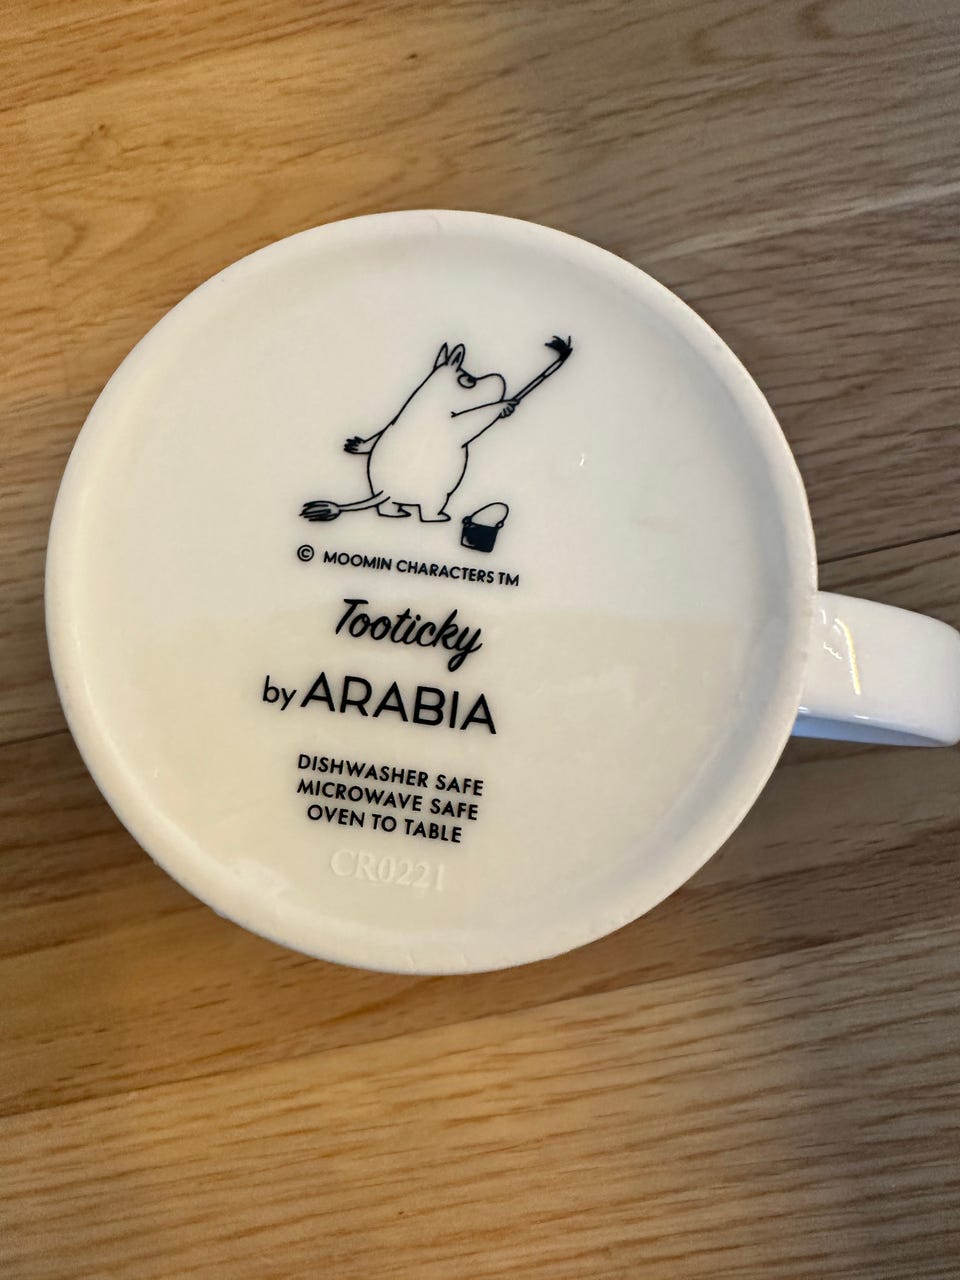 © MOOMIN CHARACTERS TM
Tooticky
by ARABIA
DISHWASHER SAFE
MICROWAVE SAFE
OVEN TO TABLE
CR0221